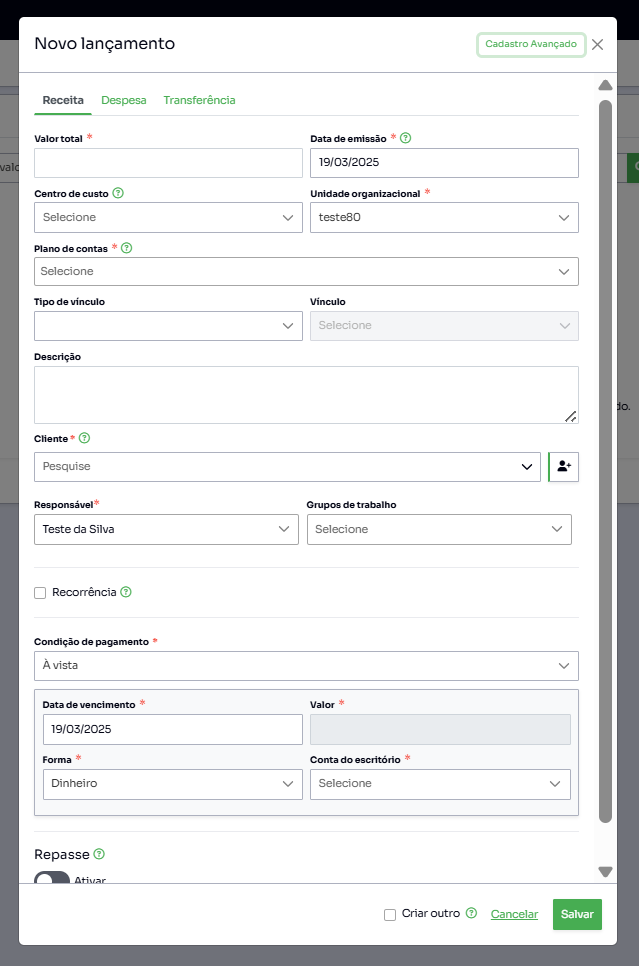 Novo lançamento
Cadastro Avançado
Receita Despesa Transferência
Valor total * Data de emissão * ?
19/03/2025
Centro de custo ? Unidade organizacional *
Selecione teste80
Plano de contas * ?
Selecione
Tipo de vínculo Vínculo
Selecione
Descrição
do.
Cliente * ?
Pesquise
Responsável* Grupos de trabalho
Teste da Silva Selecione
Recorrência ?
Condição de pagamento *
À vista
Data de vencimento * Valor *
19/03/2025
Forma * Conta do escritório *
Dinheiro Selecione
Repasse ?
Ativar
Criar outro ? Cancelar Salvar